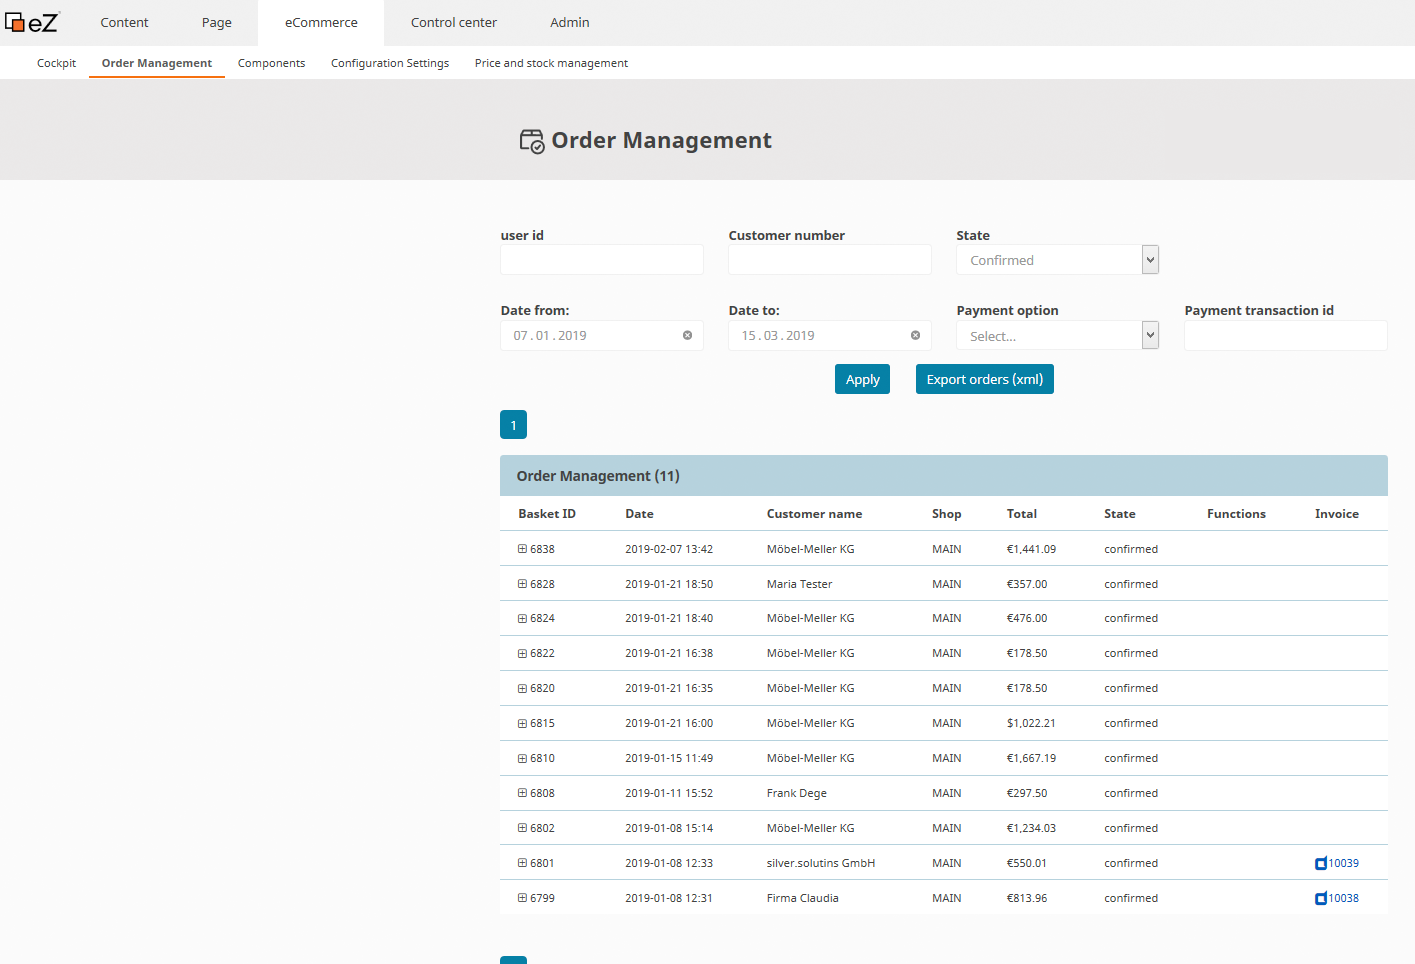 eZ
Content Page eCommerce Control center Admin
Cockpit Order Management Components Configuration Settings Price and stock management
Order Management
user id Customer number State
Confirmed
Date from: Date to: Payment option Payment transaction id
07.01.2019 15.03.2019 Select...
Apply Export orders (xml)
1
Order Management (11)
Basket ID Date Customer name Shop Total State Functions Invoice
6838 2019-02-07 13:42 Möbel-Meller KG MAIN €1,441.09 confirmed
6828 2019-01-21 18:50 Maria Tester MAIN €357.00 confirmed
6824 2019-01-21 18:40 Möbel-Meller KG MAIN €476.00 confirmed
6822 2019-01-21 16:38 Möbel-Meller KG MAIN €178.50 confirmed
6820 2019-01-21 16:35 Möbel-Meller KG MAIN €178.50 confirmed
6815 2019-01-21 16:00 Möbel-Meller KG MAIN $1,022.21 confirmed
6810 2019-01-15 11:49 Möbel-Meller KG MAIN €1,667.19 confirmed
6808 2019-01-11 15:52 Frank Dege MAIN €297.50 confirmed
6802 2019-01-08 15:14 Möbel-Meller KG MAIN €1,234.03 confirmed
6801 2019-01-08 12:33 silver.solutins GmbH MAIN €550.01 confirmed 10039
6799 2019-01-08 12:31 Firma Claudia MAIN €813.96 confirmed 10038